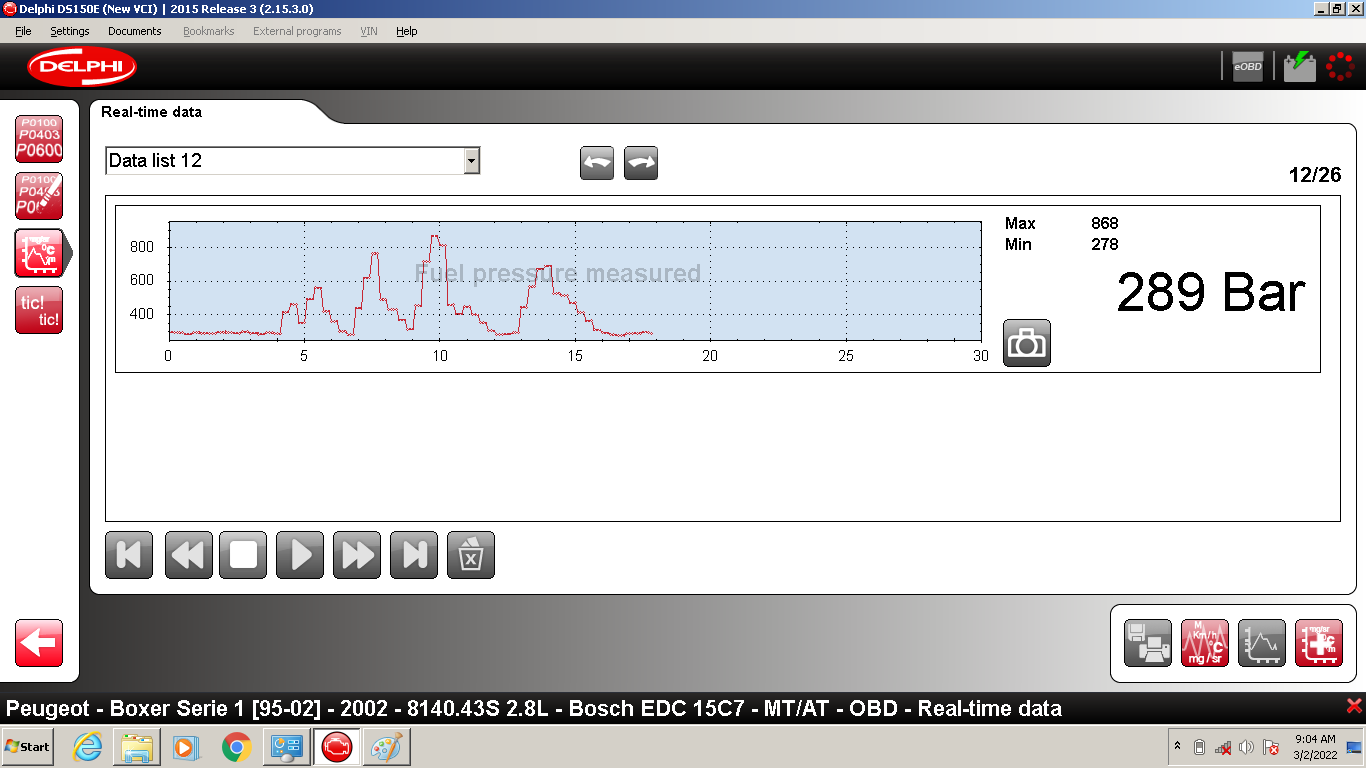 Delphi DS150E (New VCI) | 2015 Release 3 (2.15.3.0)
File Settings Documents Bookmarks External programs VIN Help
DELPHI
eOBD
Real-time data
P0100
P0403
P0600
Data list 12
12/26
P0100
tic!
tic!
800
600
400
Fuel pressure measured
0 5 10 15 20 25 30
Max 868
Min 278
289 Bar
M
Km/h
°C
mg/sr
Peugeot - Boxer Serie 1 [95-02] - 2002 - 8140.43S 2.8L - Bosch EDC 15C7 - MT/AT - OBD - Real-time data
Start
9:04 AM
3/2/2022